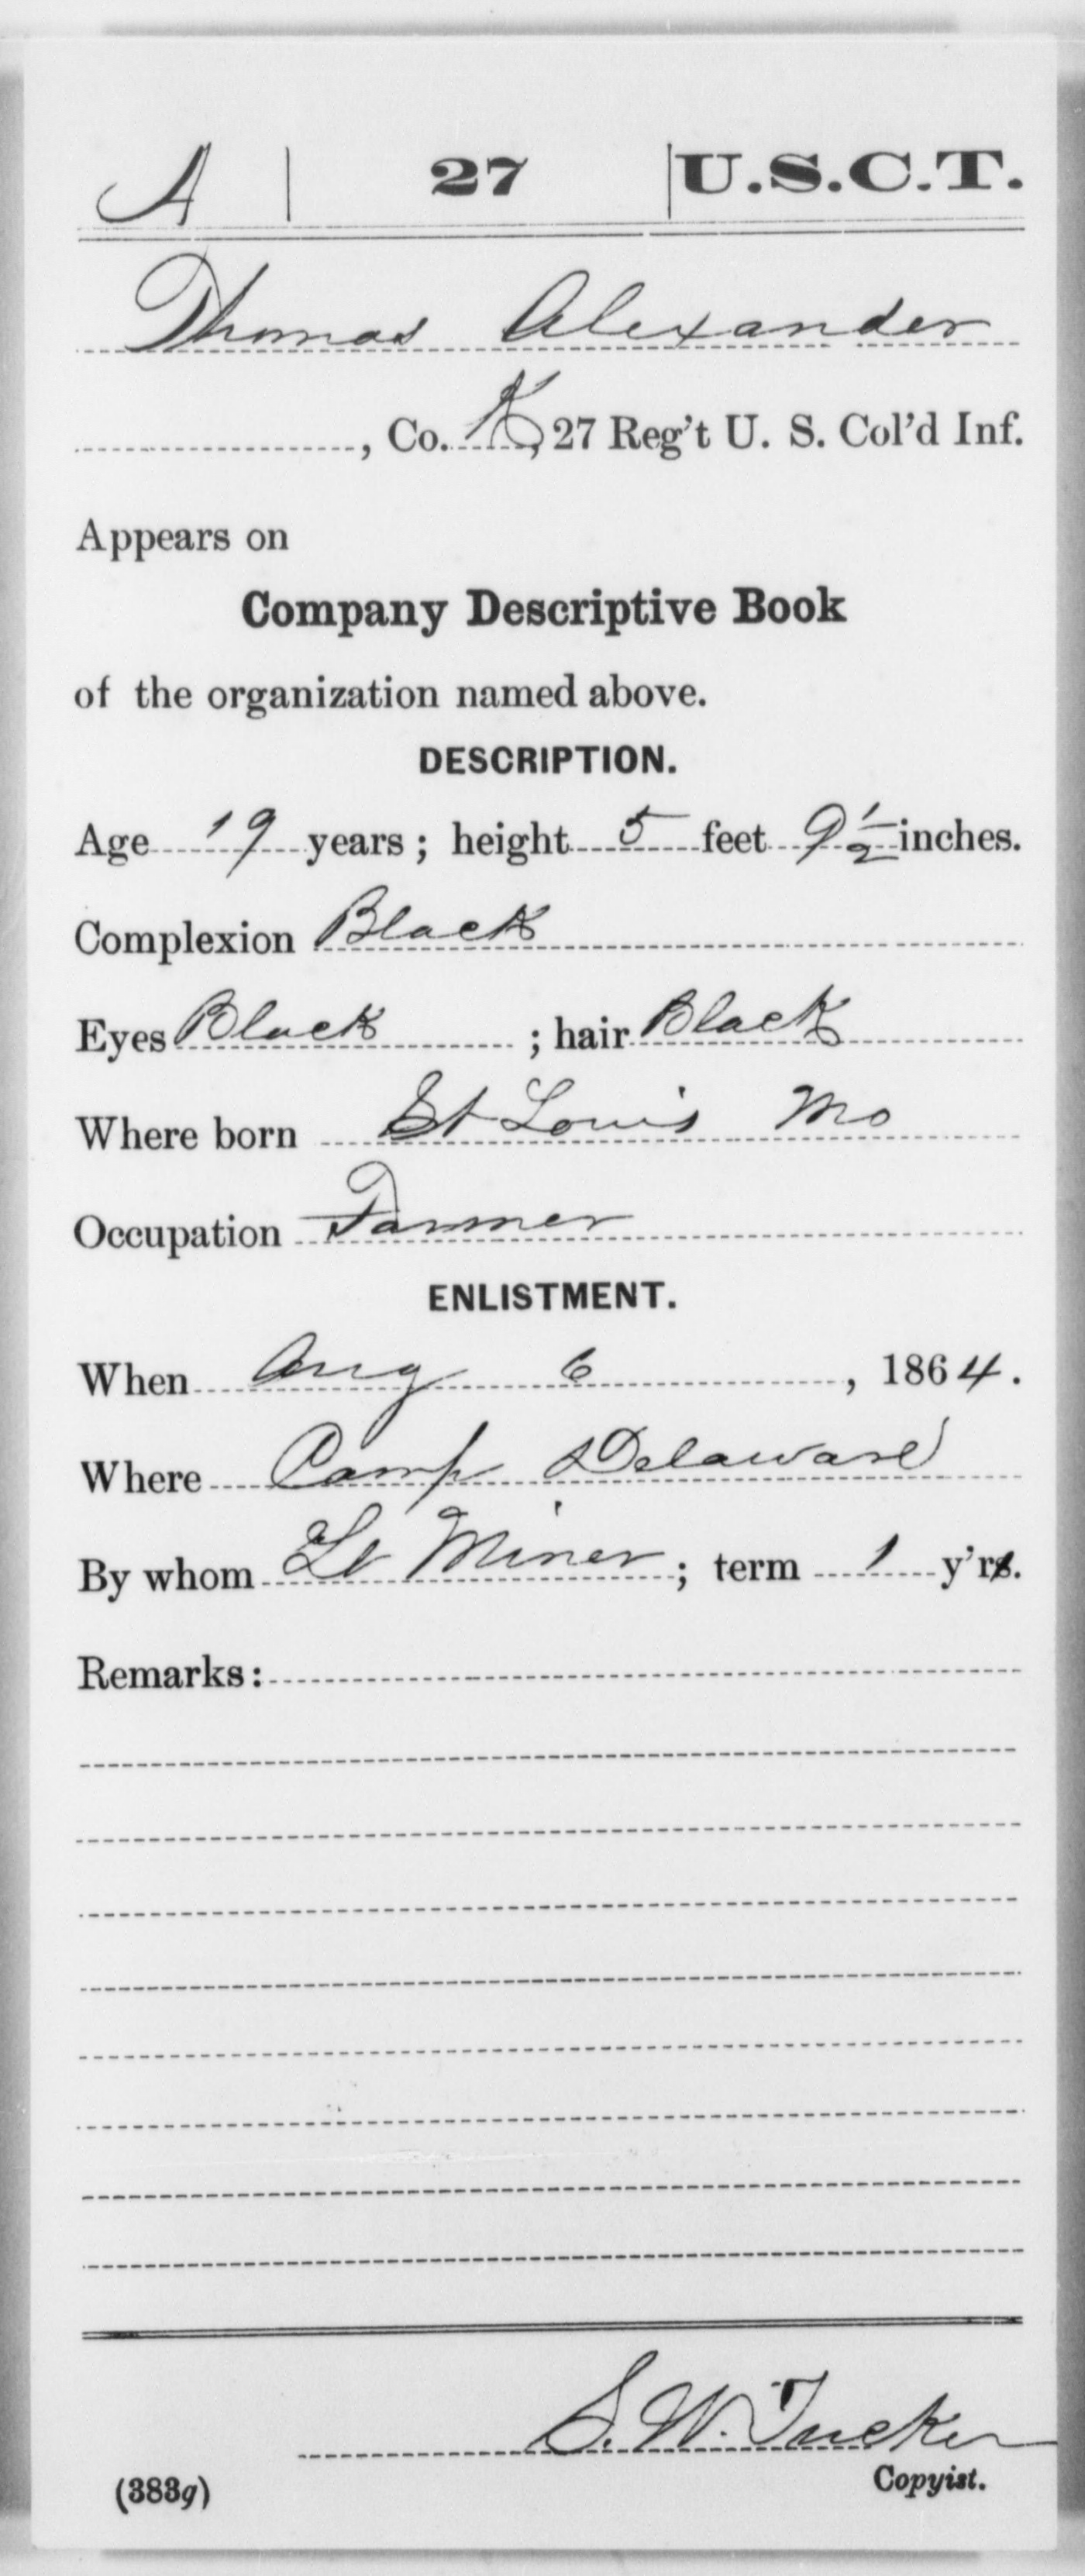 A | 27 | U.S.C.T.
Thomas Alexander
, Co. K, 27 Reg't U. S. Col'd Inf.
Appears on
Company Descriptive Book
of the organization named above.
DESCRIPTION.
Age 19 years; height 5 feet 9 1/2 inches.
Complexion Black
Eyes Black ; hair Black
Where born St Louis Mo
Occupation Farmer
ENLISTMENT.
When Aug 6, 1864.
Where Camp Delaware
By whom Lt Miner; term 1 y'rs.
Remarks:
S. W. Tucker
(383g) Copyist.